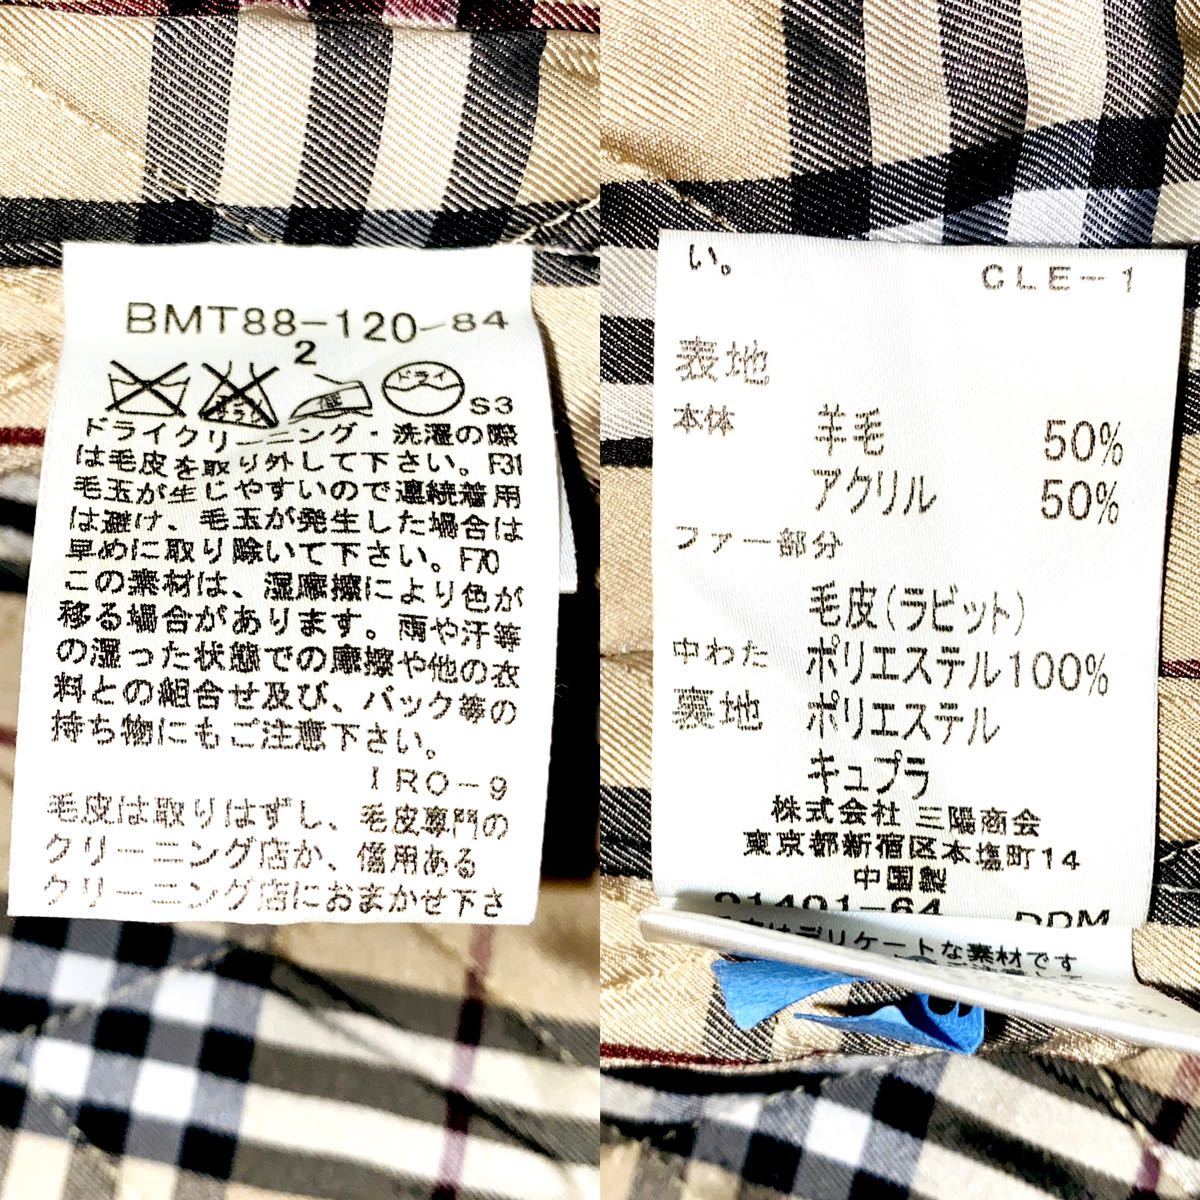 BMT88-120-84
2
ドライ
S3
ドライクリーニング・洗濯の際
は毛皮を取り外して下さい。F31
毛玉が生じやすいので連続着用
は避け、毛玉が発生した場合は
早めに取り除いて下さい。F70
この素材は、湿摩擦により色が
移る場合があります。雨や汗等
の湿った状態での摩擦や他の衣
料との組合せ及び、バック等の
持ち物にもご注意下さい。
IRO-9
毛皮は取りはずし、毛皮専門の
クリーニング店か、信用ある
クリーニング店におまかせ下さ
い。
CLE-1
表地
本体 羊毛 50%
アクリル 50%
ファー部分
毛皮(ラビット)
中わた ポリエステル100%
裏地 ポリエステル
キュプラ
株式会社 三陽商会
東京都新宿区本塩町14
中国製
はデリケートな素材です